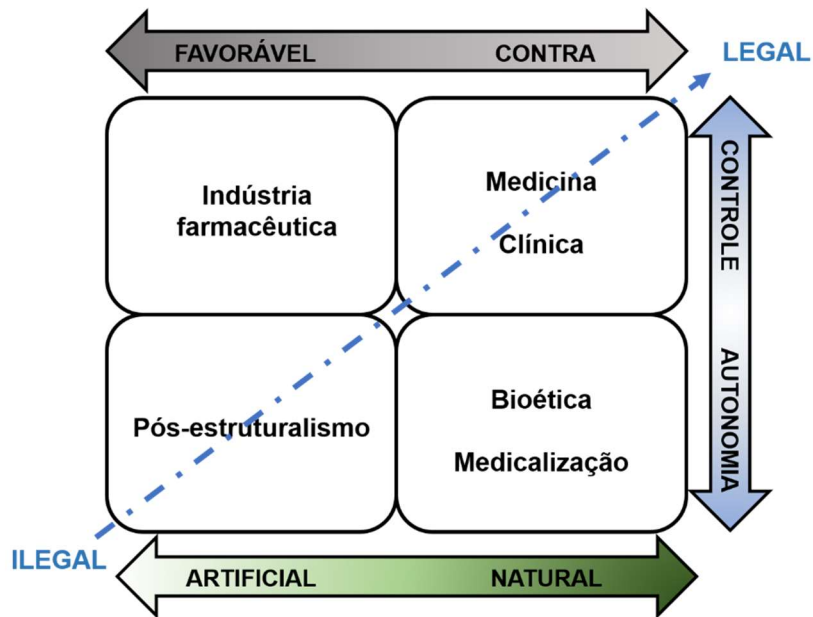 FAVORÁVEL CONTRA
LEGAL
Indústria
farmacêutica
Medicina
Clínica
CONTROLE
AUTONOMIA
Pós-estruturalismo
Bioética
Medicalização
ILEGAL
ARTIFICIAL NATURAL